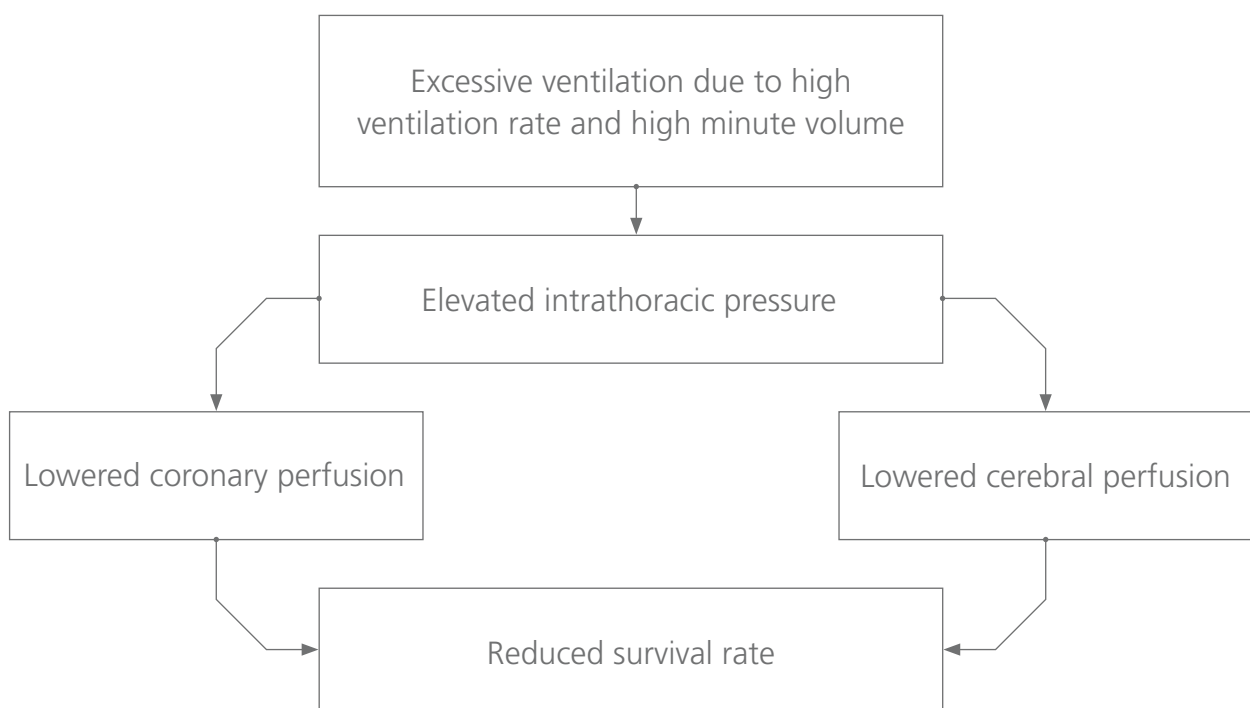 Excessive ventilation due to high
ventilation rate and high minute volume
Elevated intrathoracic pressure
Lowered coronary perfusion
Lowered cerebral perfusion
Reduced survival rate